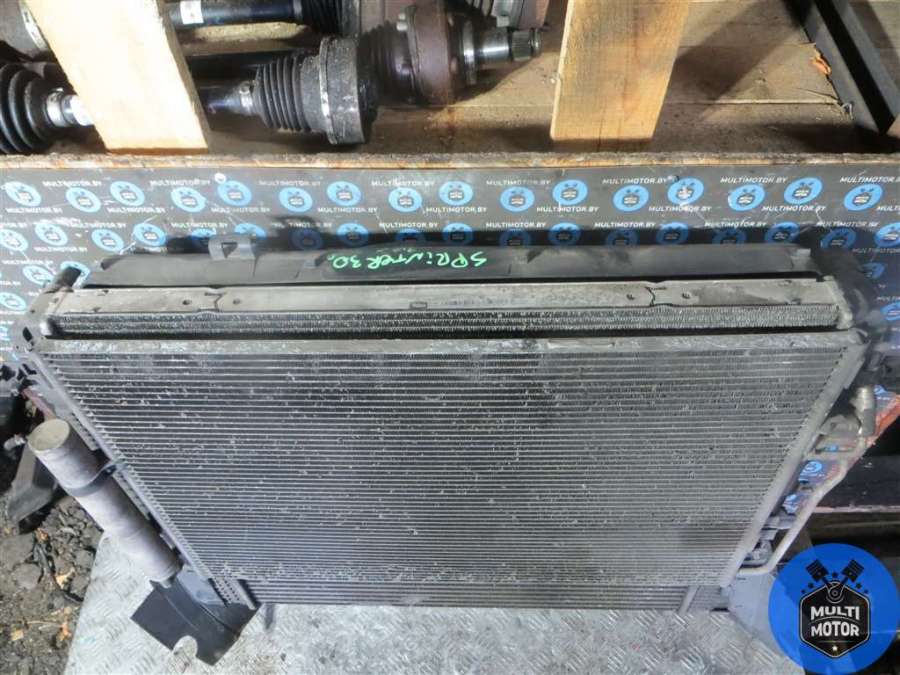 MULTIMOTOR.BY
SPRINTER 3.0
MULTI
MOTOR